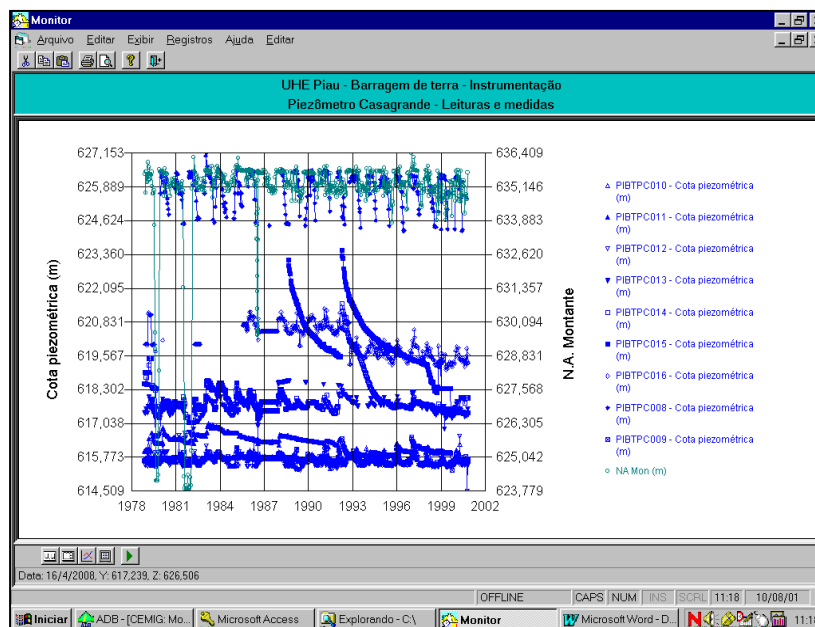 Monitor
Arquivo Editar Exibir Registros Ajuda Editar
UHE Piau - Barragem de terra - Instrumentação
Piezômetro Casagrande - Leituras e medidas
627,153
625,889
624,624
623,360
622,095
620,831
619,567
618,302
617,038
615,773
614,509
Cota piezométrica (m)
1978 1981 1984 1987 1990 1993 1996 1999 2002
636,409
635,146
633,883
632,620
631,357
630,094
628,831
627,568
626,305
625,042
623,779
N.A. Montante
PIBTPC010 - Cota piezométrica
(m)
PIBTPC011 - Cota piezométrica
(m)
PIBTPC012 - Cota piezométrica
(m)
PIBTPC013 - Cota piezométrica
(m)
PIBTPC014 - Cota piezométrica
(m)
PIBTPC015 - Cota piezométrica
(m)
PIBTPC016 - Cota piezométrica
(m)
PIBTPC008 - Cota piezométrica
(m)
PIBTPC009 - Cota piezométrica
(m)
NA Mon (m)
Data: 16/4/2008, Y: 617,239, Z: 626,506
OFFLINE CAPS NUM INS SCRL 11:18 10/08/01
Iniciar ADB - [CEMIG: Mo... Microsoft Access Explorando - C:\ Monitor Microsoft Word - D... 11:18